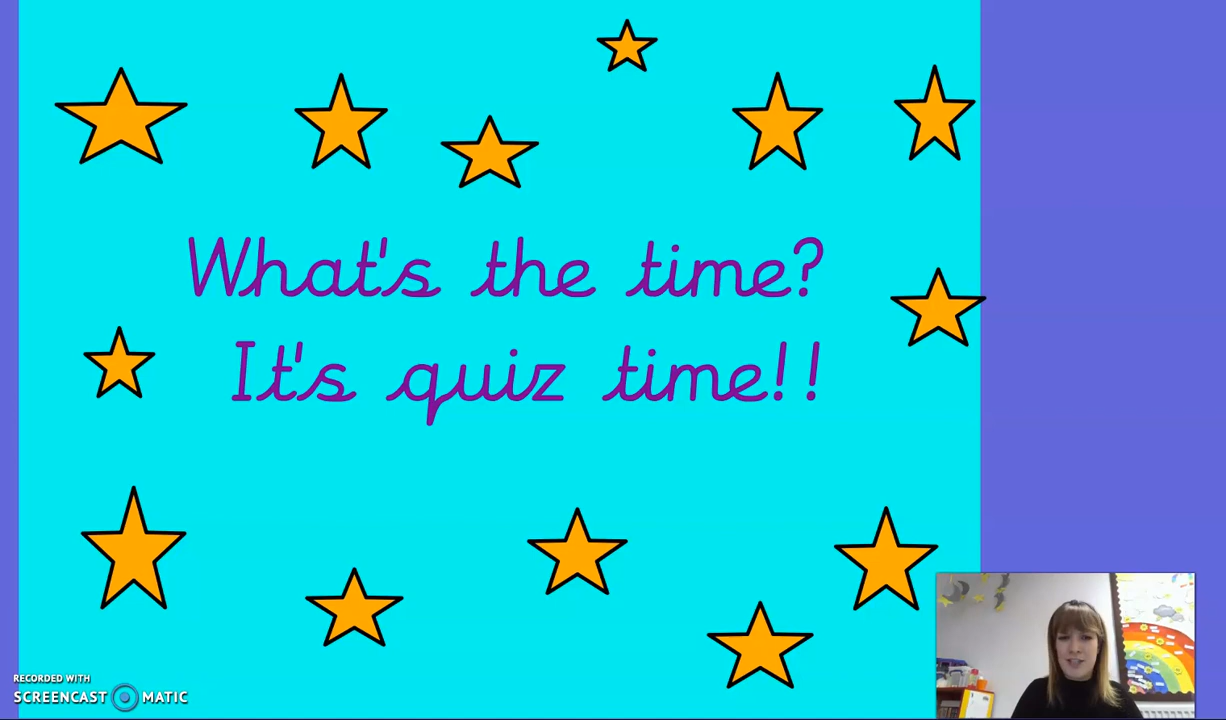 What's the time?
It's quiz time!!
RECORDED WITH
SCREENCAST MATIC